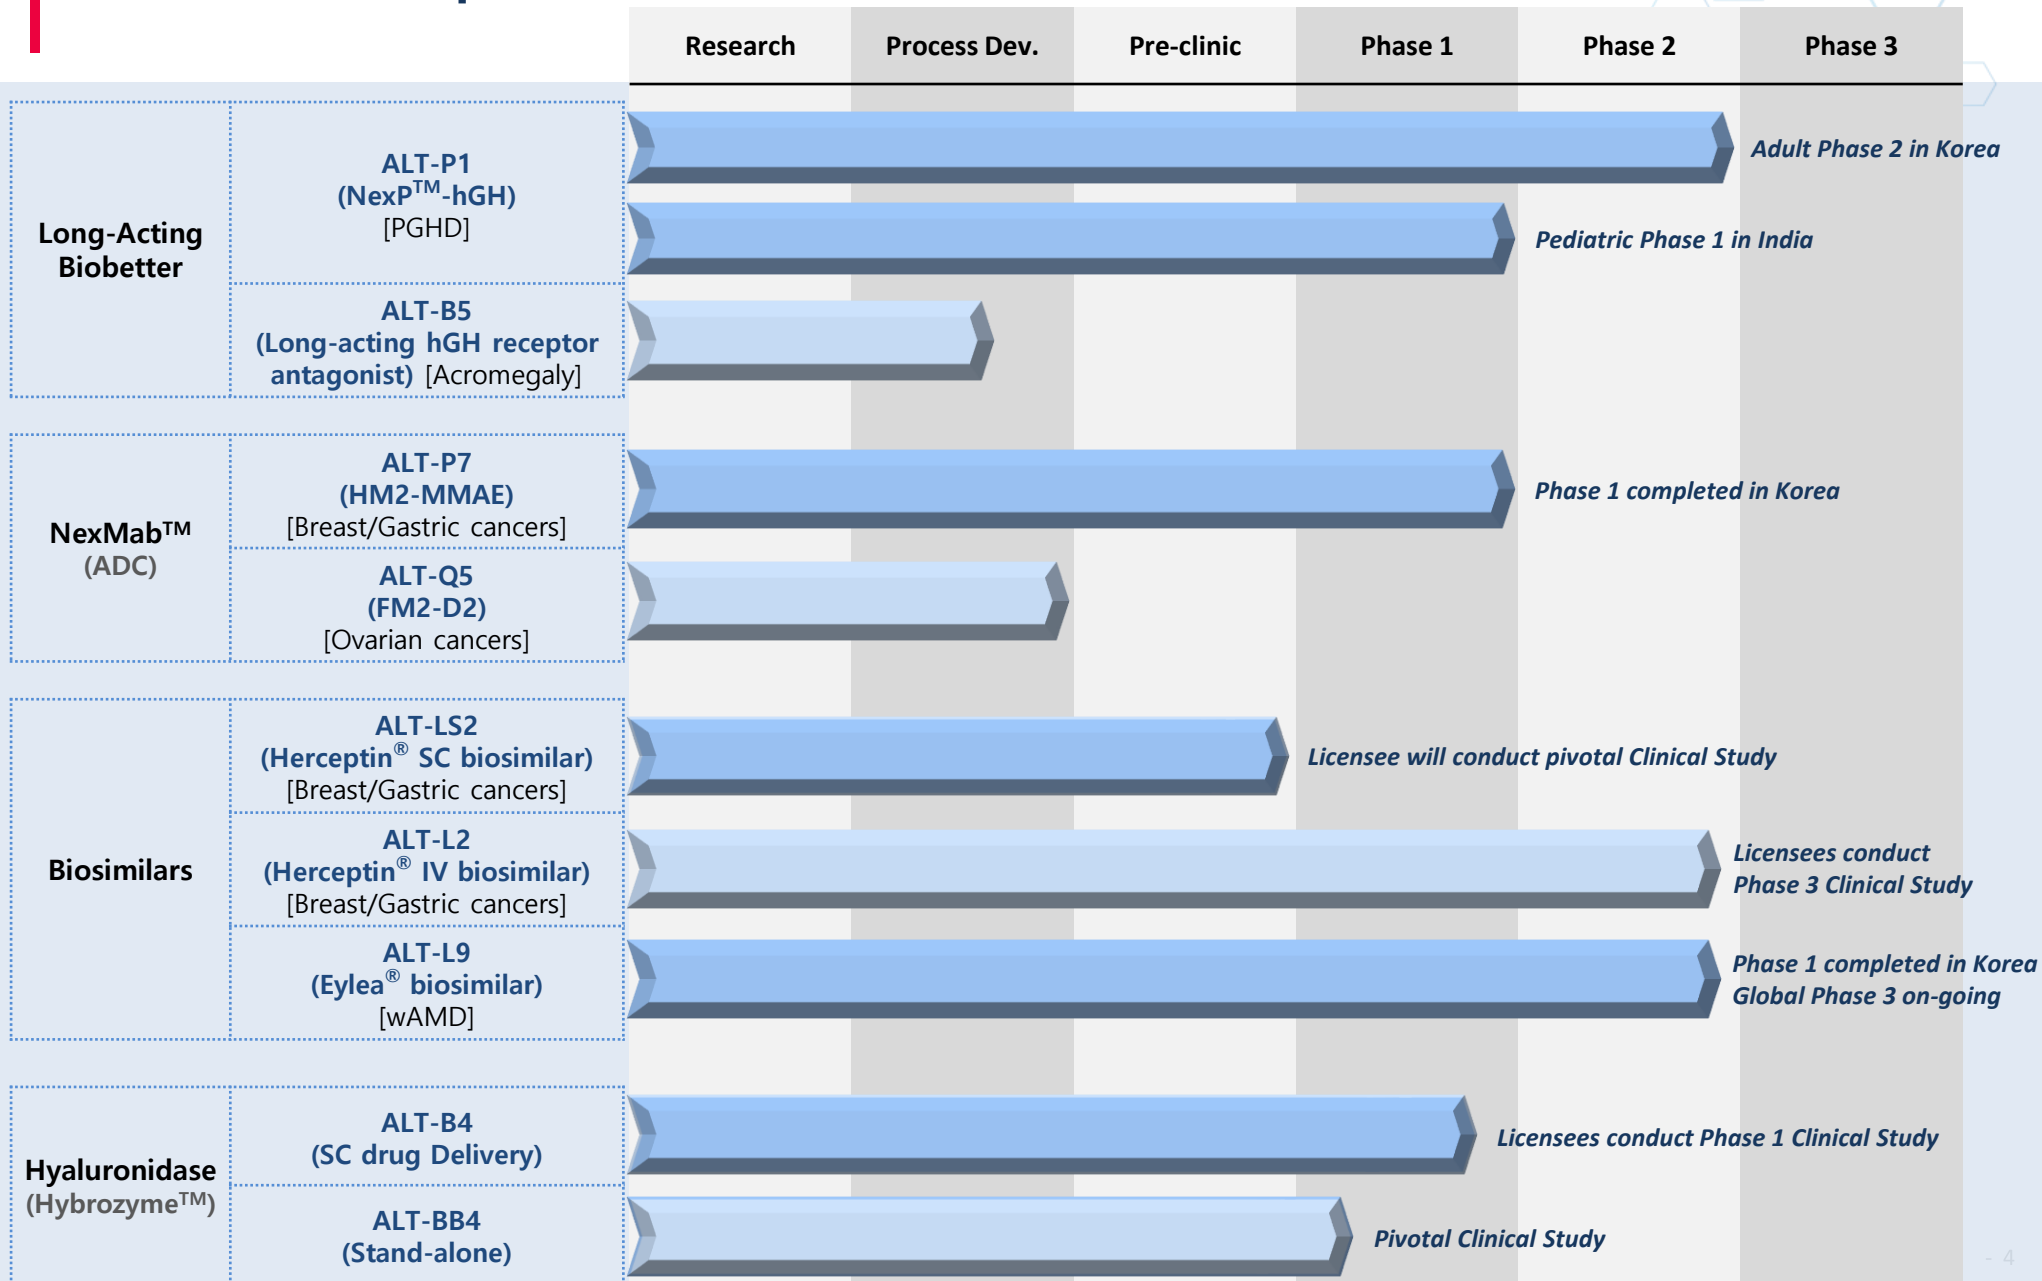 Research Process Dev. Pre-clinic Phase 1 Phase 2 Phase 3
Long-Acting
Biobetter
ALT-P1
(NexP™-hGH)
[PGHD]
Adult Phase 2 in Korea
Pediatric Phase 1 in India
ALT-B5
(Long-acting hGH receptor
antagonist) [Acromegaly]
NexMab™
(ADC)
ALT-P7
(HM2-MMAE)
[Breast/Gastric cancers]
Phase 1 completed in Korea
ALT-Q5
(FM2-D2)
[Ovarian cancers]
Biosimilars
ALT-LS2
(Herceptin® SC biosimilar)
[Breast/Gastric cancers]
Licensee will conduct pivotal Clinical Study
ALT-L2
(Herceptin® IV biosimilar)
[Breast/Gastric cancers]
Licensees conduct
Phase 3 Clinical Study
ALT-L9
(Eylea® biosimilar)
[wAMD]
Phase 1 completed in Korea
Global Phase 3 on-going
Hyaluronidase
(Hybrozyme™)
ALT-B4
(SC drug Delivery)
Licensees conduct Phase 1 Clinical Study
ALT-BB4
(Stand-alone)
Pivotal Clinical Study
- 4